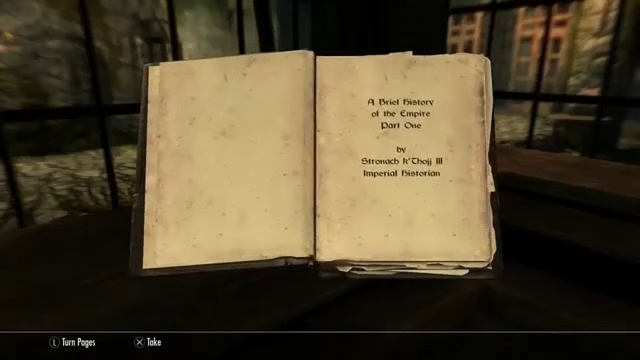 A Brief History
of the Empire
Part One
by
Stronach k'Thojj III
Imperial Historian
L Turn Pages
X Take